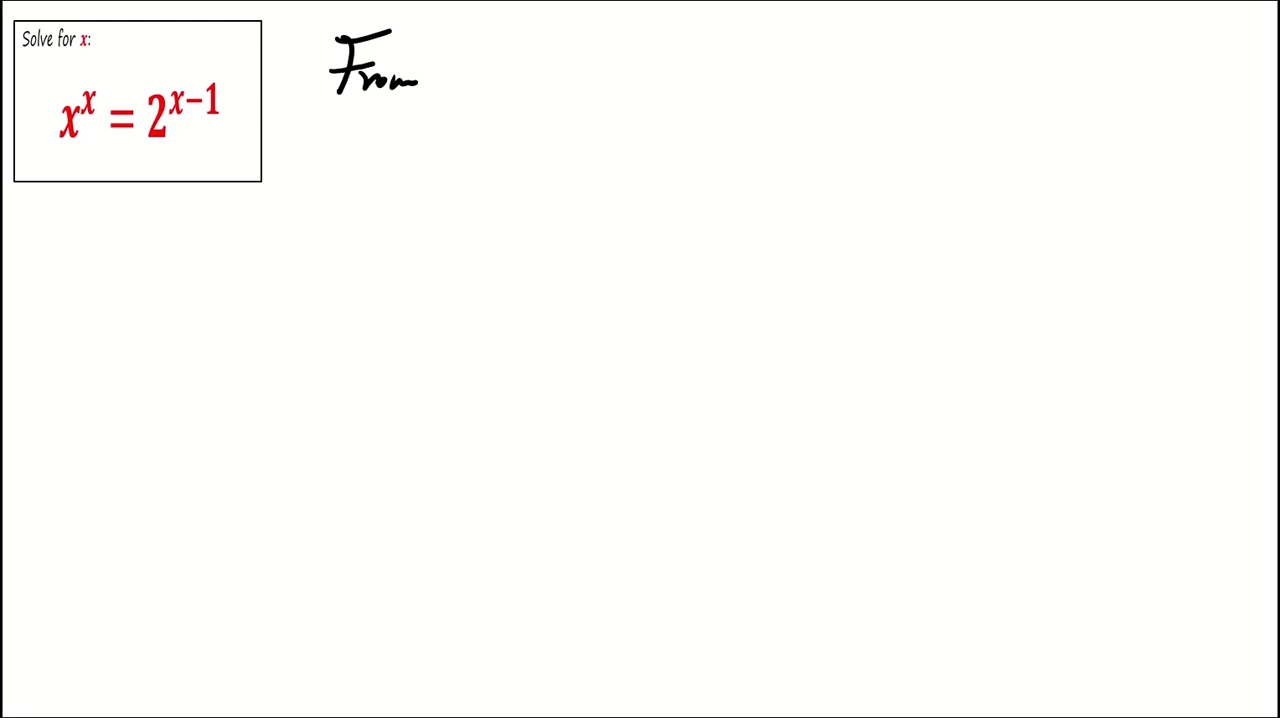 Solve for x:
x^x = 2^{x-1}
From